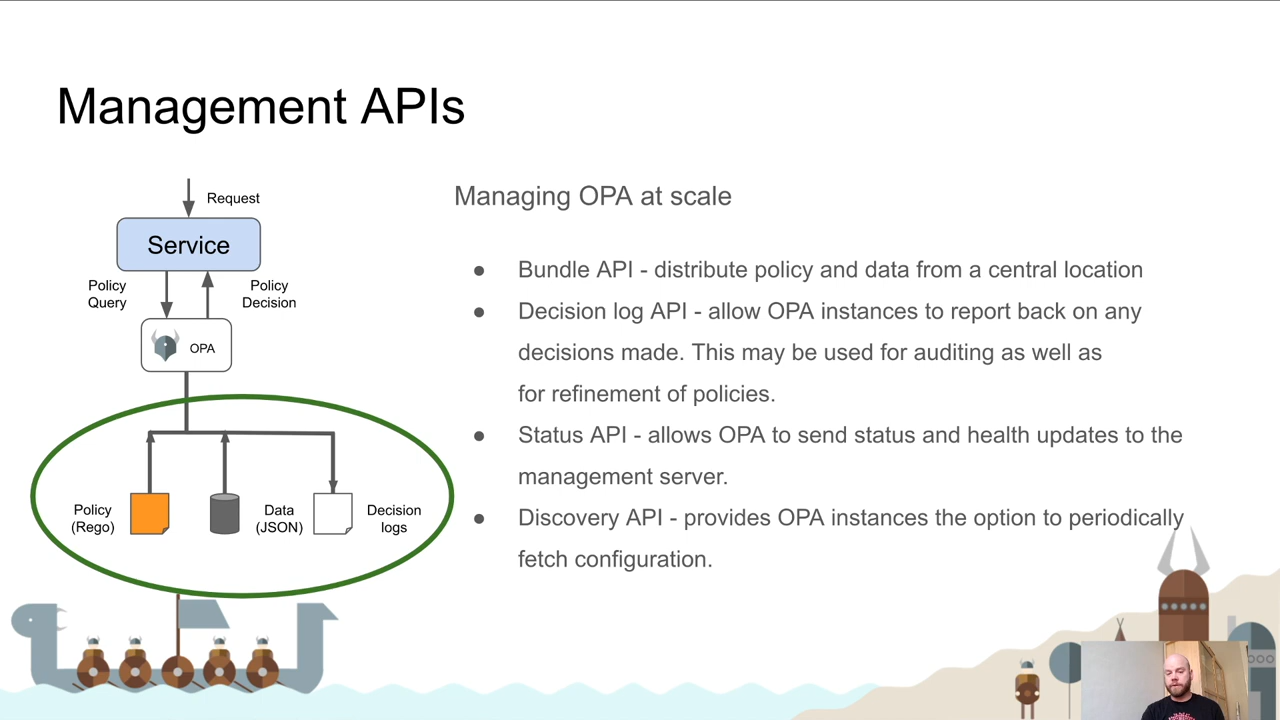 Management APIs
Request
Service
Policy
Query
Policy
Decision
OPA
Policy
(Rego)
Data
(JSON)
Decision
logs
Managing OPA at scale
● Bundle API - distribute policy and data from a central location
● Decision log API - allow OPA instances to report back on any
decisions made. This may be used for auditing as well as
for refinement of policies.
● Status API - allows OPA to send status and health updates to the
management server.
● Discovery API - provides OPA instances the option to periodically
fetch configuration.